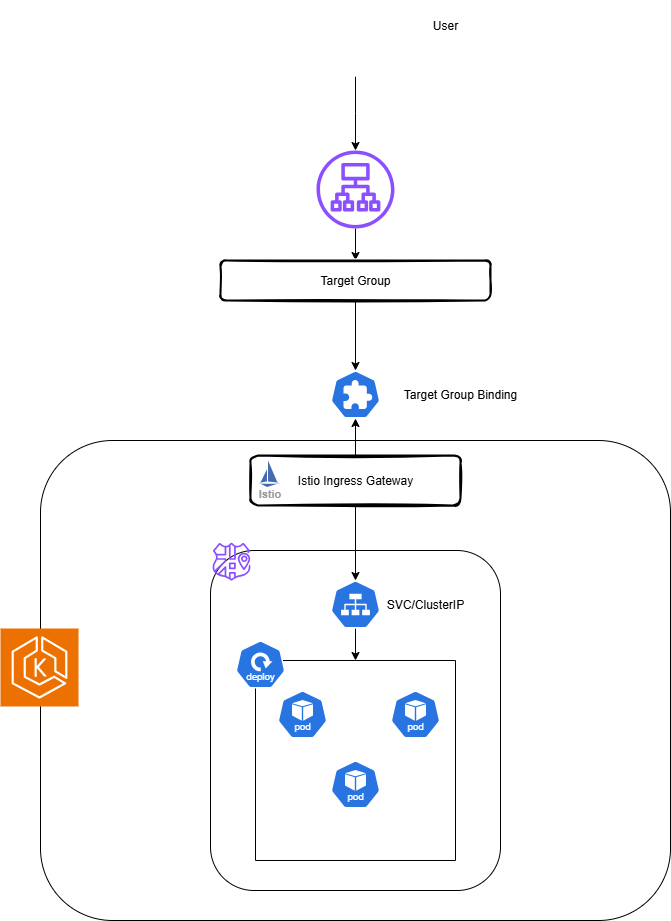 User
Target Group
Target Group Binding
Istio Ingress Gateway
Istio
SVC/ClusterIP
K
deploy
pod
pod
pod